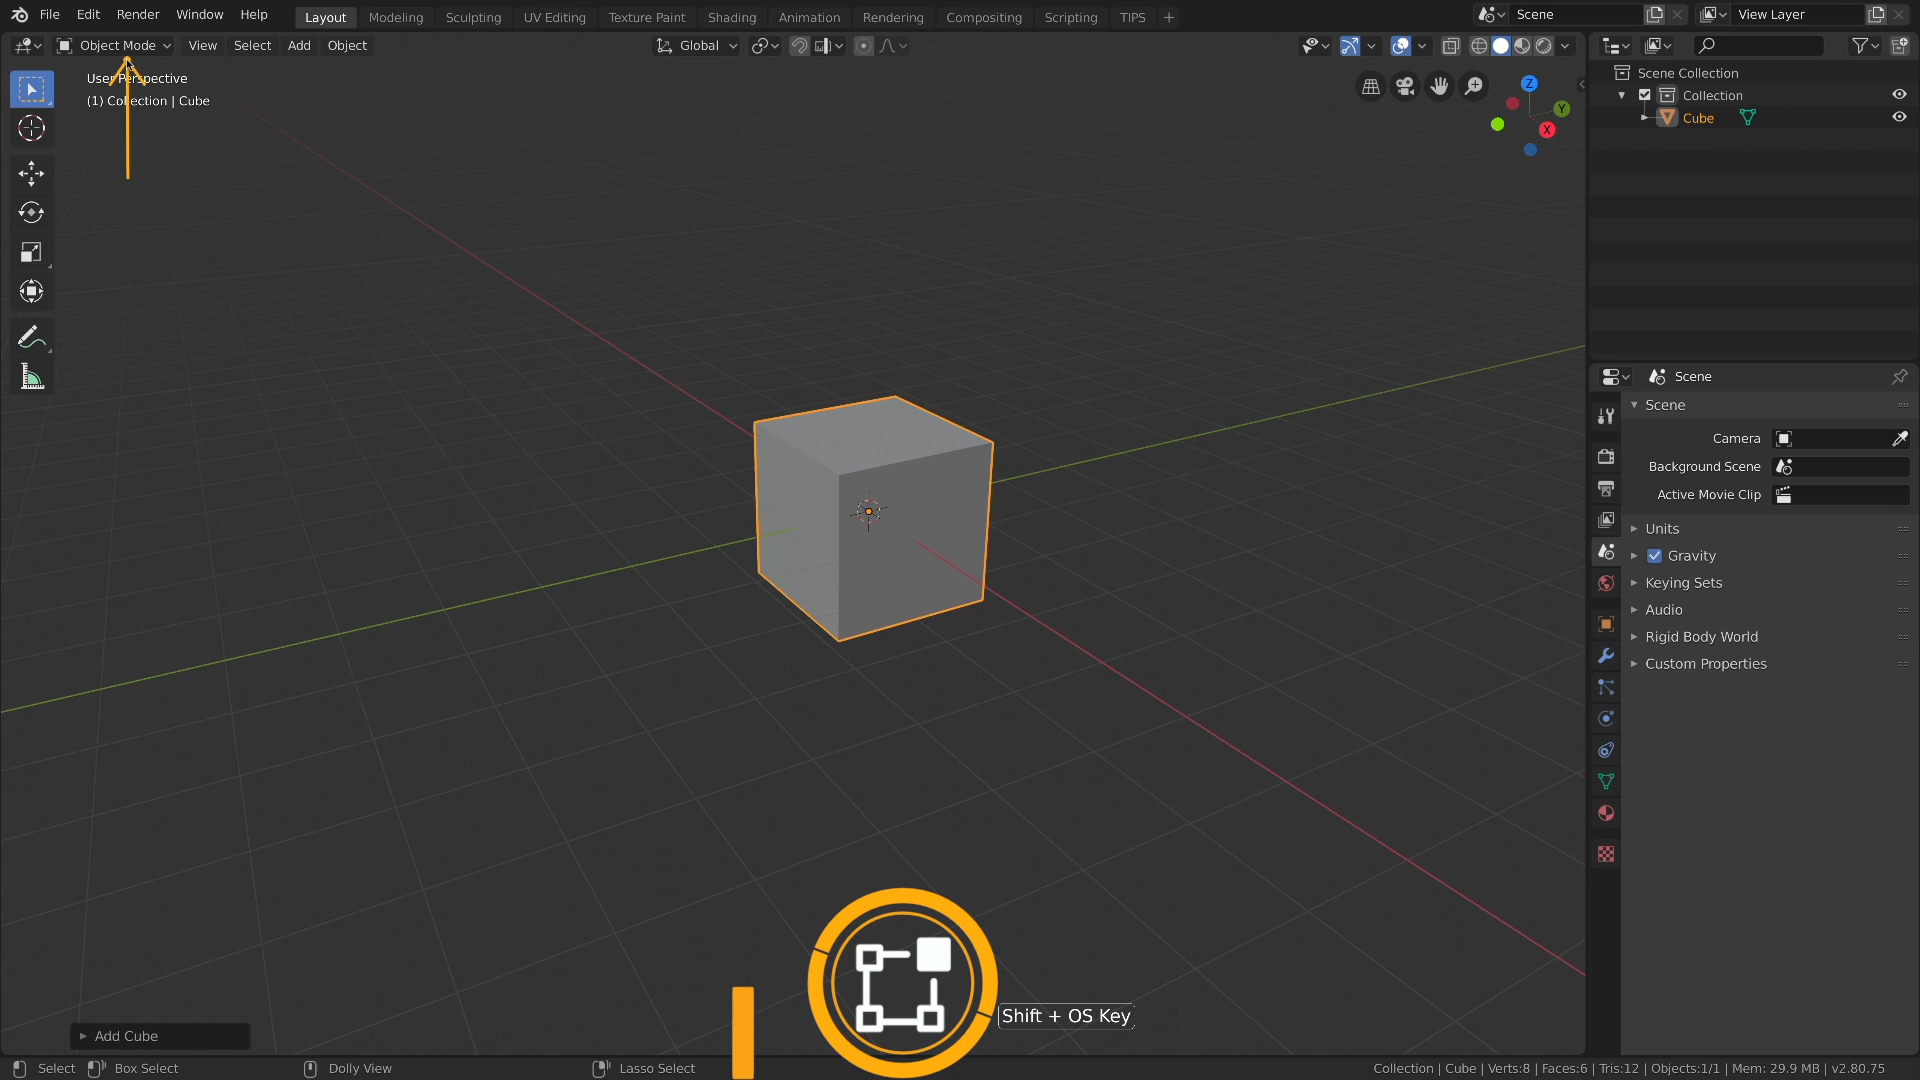 File Edit Render Window Help Layout Modeling Sculpting UV Editing Texture Paint Shading Animation Rendering Compositing Scripting TIPS + Scene View Layer
Object Mode View Select Add Object Global
User Perspective
(1) Collection | Cube
Z
Y
X
Scene Collection
Collection
Cube
Scene
Scene
Camera
Background Scene
Active Movie Clip
Units
Gravity
Keying Sets
Audio
Rigid Body World
Custom Properties
Shift + OS Key
Add Cube
Select Box Select Dolly View Lasso Select Collection | Cube | Verts:8 | Faces:6 | Tris:12 | Objects:1/1 | Mem: 29.9 MB | v2.80.75